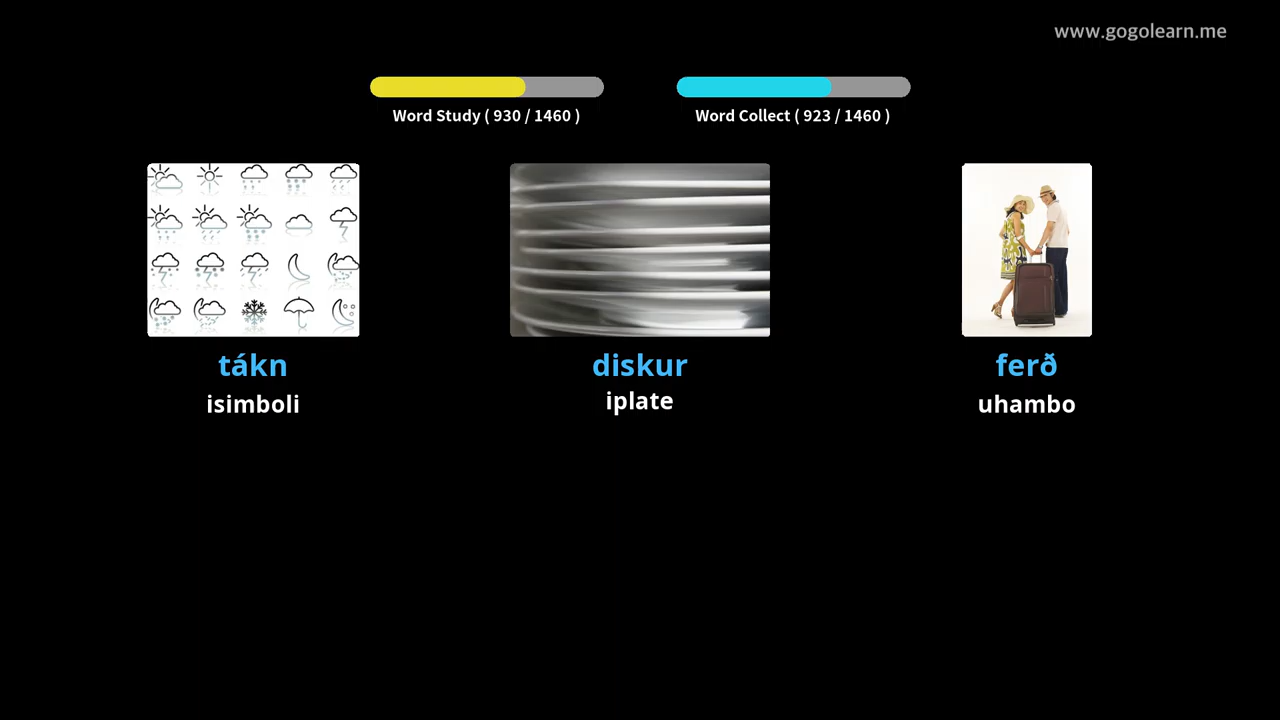 www.gogolearn.me
Word Study ( 930 / 1460 )
Word Collect ( 923 / 1460 )
tákn
isimboli
diskur
iplate
ferð
uhambo